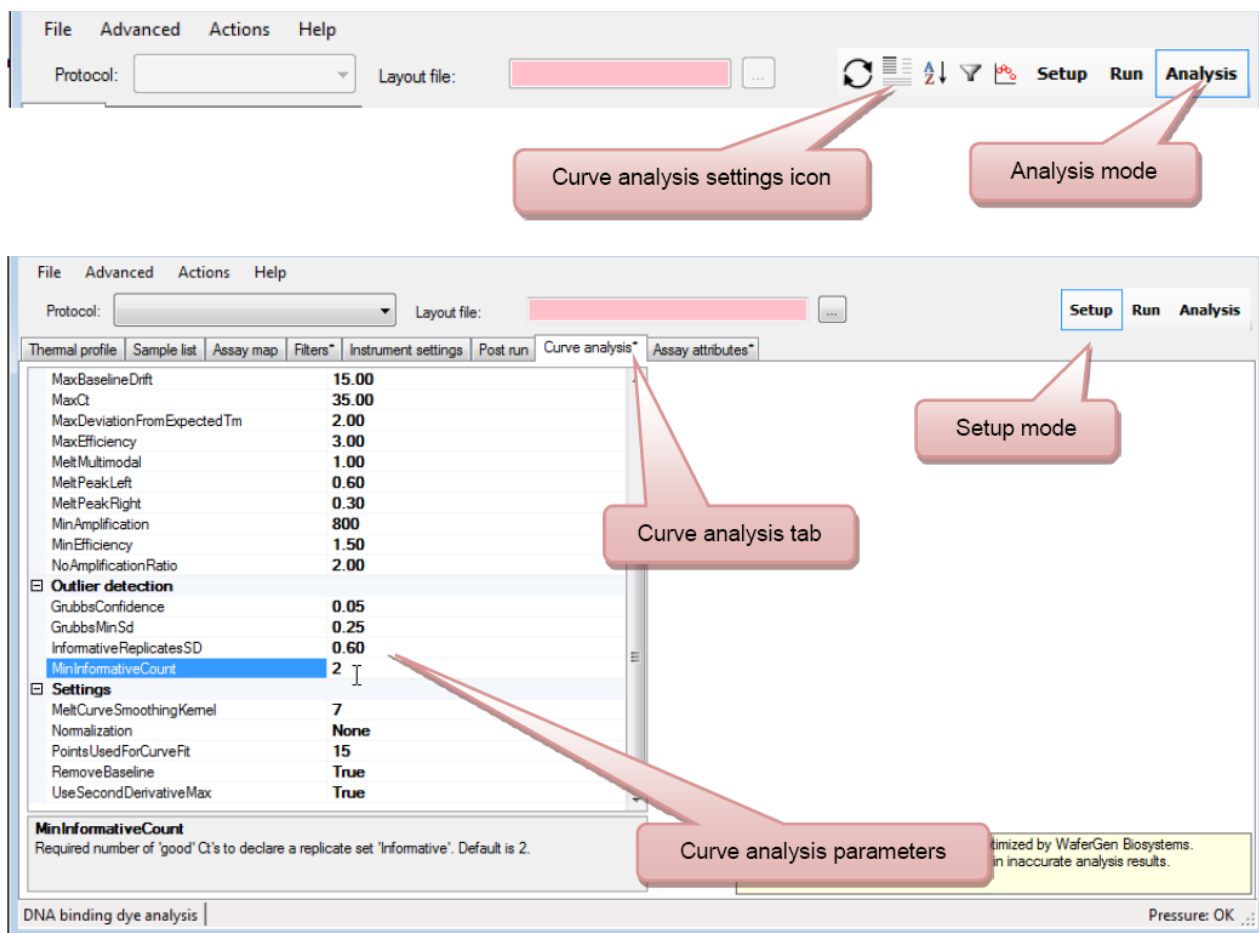 File Advanced Actions Help
Protocol: Layout file: ... Setup Run Analysis
Curve analysis settings icon
Analysis mode
File Advanced Actions Help
Protocol: Layout file: ... Setup Run Analysis
Thermal profile Sample list Assay map Filters* Instrument settings Post run Curve analysis* Assay attributes*
MaxBaselineDrift 15.00
MaxCt 35.00
MaxDeviationFromExpectedTm 2.00
MaxEfficiency 3.00
MeltMultimodal 1.00
MeltPeakLeft 0.60
MeltPeakRight 0.30
MinAmplification 800
MinEfficiency 1.50
NoAmplificationRatio 2.00
Outlier detection
GrubbsConfidence 0.05
GrubbsMinSd 0.25
InformativeReplicatesSD 0.60
MinInformativeCount 2
Settings
MeltCurveSmoothingKernel 7
Normalization None
PointsUsedForCurveFit 15
RemoveBaseline True
UseSecondDerivativeMax True
Setup mode
Curve analysis tab
Curve analysis parameters
MinInformativeCount
Required number of 'good' Ct's to declare a replicate set 'Informative'. Default is 2.
by WaferGen Biosystems.
in inaccurate analysis results.
DNA binding dye analysis Pressure: OK